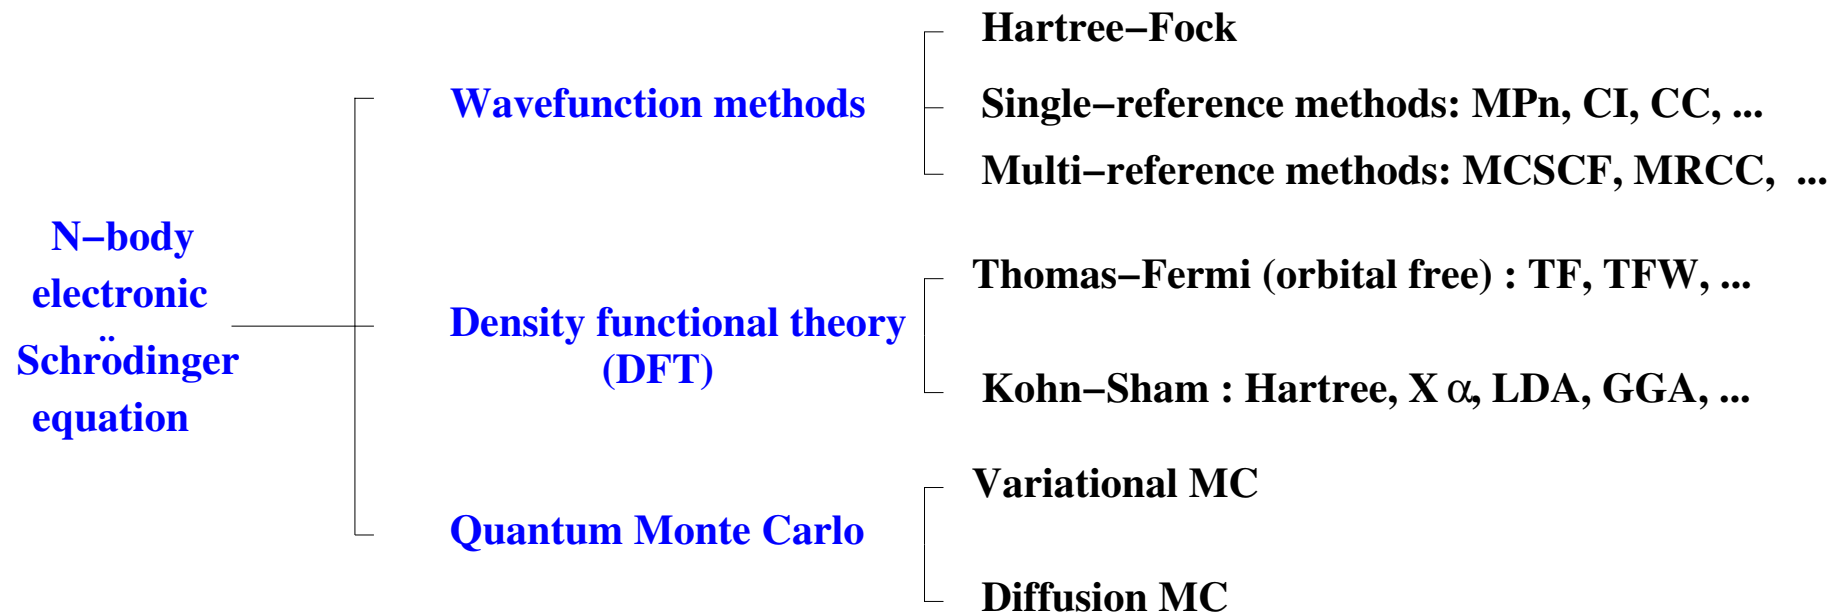 N−body
electronic
Schrödinger
equation
Wavefunction methods
Hartree−Fock
Single−reference methods: MPn, CI, CC, ...
Multi−reference methods: MCSCF, MRCC, ...
Density functional theory
(DFT)
Thomas−Fermi (orbital free) : TF, TFW, ...
Kohn−Sham : Hartree, X α, LDA, GGA, ...
Quantum Monte Carlo
Variational MC
Diffusion MC